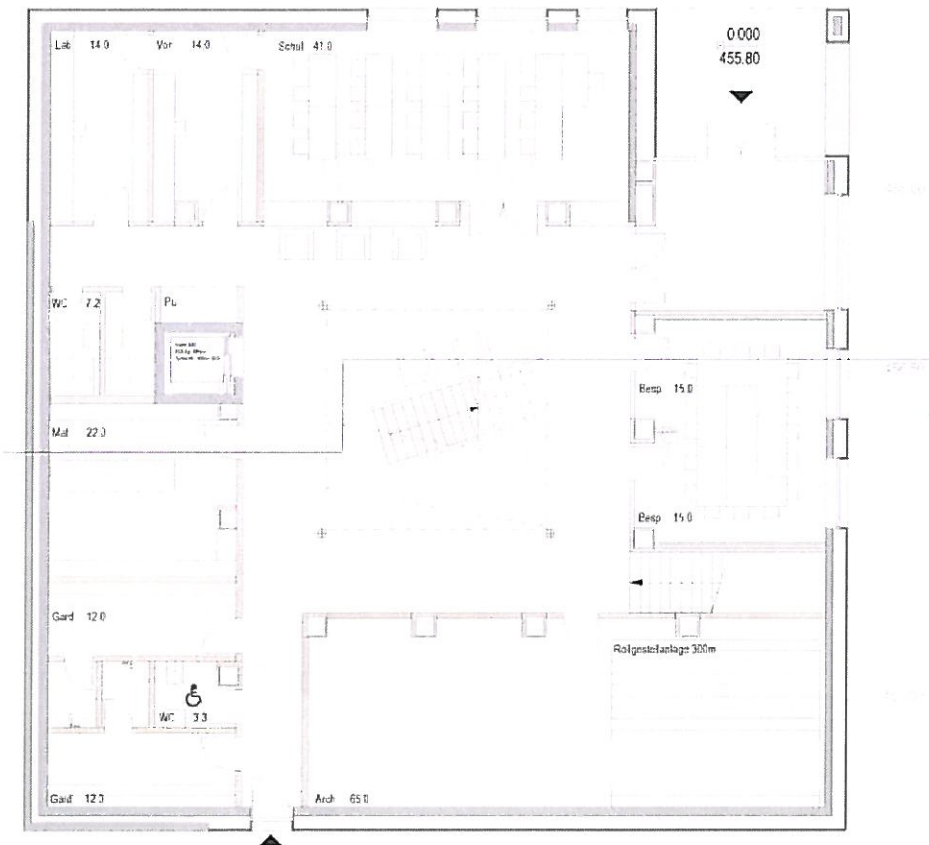 Lab 14.0
Vor 14.0
Schul 41.0
0.000
455.80
WC 7.2
Pu
Besp 15.0
Mat 22.0
Besp 15.0
Gard 12.0
Rollgestellanlage 300m
WC 3.3
Gard 12.0
Arch 65.0